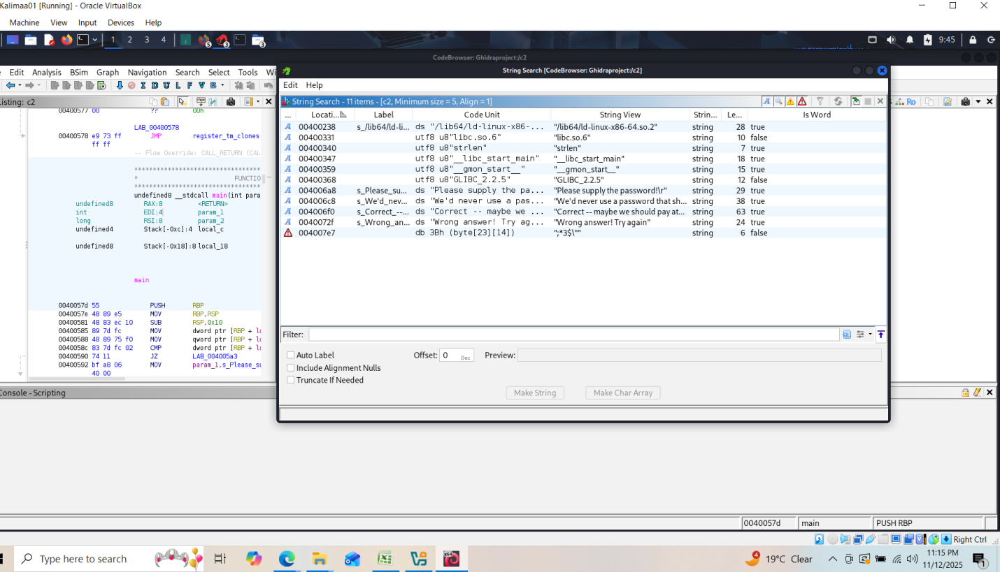 Kalimaa01 [Running] - Oracle VirtualBox
Machine View Input Devices Help
1 2 3 4 5 3 3 9:45
CodeBrowser: Ghidraproject:/c2
Edit Analysis BSim Graph Navigation Search Select Tools Wi
I D U L F V B
Listing: c2
00400577 00 ?? 00h
LAB_00400578
00400578 e9 73 ff JMP register_tm_clones
ff ff
-- Flow Override: CALL_RETURN (CAL
***********************************
* FUNCTIO
***********************************
undefined8 __stdcall main(int para
undefined8 RAX:8 <RETURN>
int EDI:4 param_1
long RSI:8 param_2
undefined4 Stack[-0xc]:4 local_c
undefined8 Stack[-0x18]:8 local_18
main
0040057d 55 PUSH RBP
0040057e 48 89 e5 MOV RBP,RSP
00400581 48 83 ec 10 SUB RSP,0x10
00400585 89 7d fc MOV dword ptr [RBP + lo
00400588 48 89 75 f0 MOV qword ptr [RBP + lo
0040058c 83 7d fc 02 CMP dword ptr [RBP + lo
00400590 74 11 JZ LAB_004005a3
00400592 bf a8 06 MOV param_1,s_Please_su
40 00
String Search [CodeBrowser: Ghidraproject:/c2]
Edit Help
String Search - 11 items - [c2, Minimum size = 5, Align = 1]
... Locati... Label Code Unit String View Strin... Le... Is Word
A 00400238 s_/lib64/ld-li... ds "/lib64/ld-linux-x86-... "/lib64/ld-linux-x86-64.so.2" string 28 true
A 00400331 utf8 u8"libc.so.6" "libc.so.6" string 10 false
A 00400340 utf8 u8"strlen" "strlen" string 7 true
A 00400347 utf8 u8"__libc_start_main" "__libc_start_main" string 18 true
A 00400359 utf8 u8"__gmon_start__" "__gmon_start__" string 15 true
A 00400368 utf8 u8"GLIBC_2.2.5" "GLIBC_2.2.5" string 12 false
A 004006a8 s_Please_su... ds "Please supply the pa... "Please supply the password!\r" string 29 true
A 004006c8 s_We'd_nev... ds "We'd never use a pas... "We'd never use a password that sh... string 38 true
A 004006f0 s_Correct_--... ds "Correct -- maybe we ... "Correct -- maybe we should pay at... string 63 true
A 0040072f s_Wrong_an... ds "Wrong answer! Try ag... "Wrong answer! Try again" string 24 true
004007e7 db 3Bh (byte[23][14]) ";*3$\"" string 6 false
Filter:
Auto Label Offset: 0 Dec Preview:
Include Alignment Nulls
Truncate If Needed
Make String Make Char Array
Ro
Console - Scripting
0040057d main PUSH RBP
Right Ctrl
Type here to search
X64
4 19°C Clear
11:15 PM
11/12/2025
1